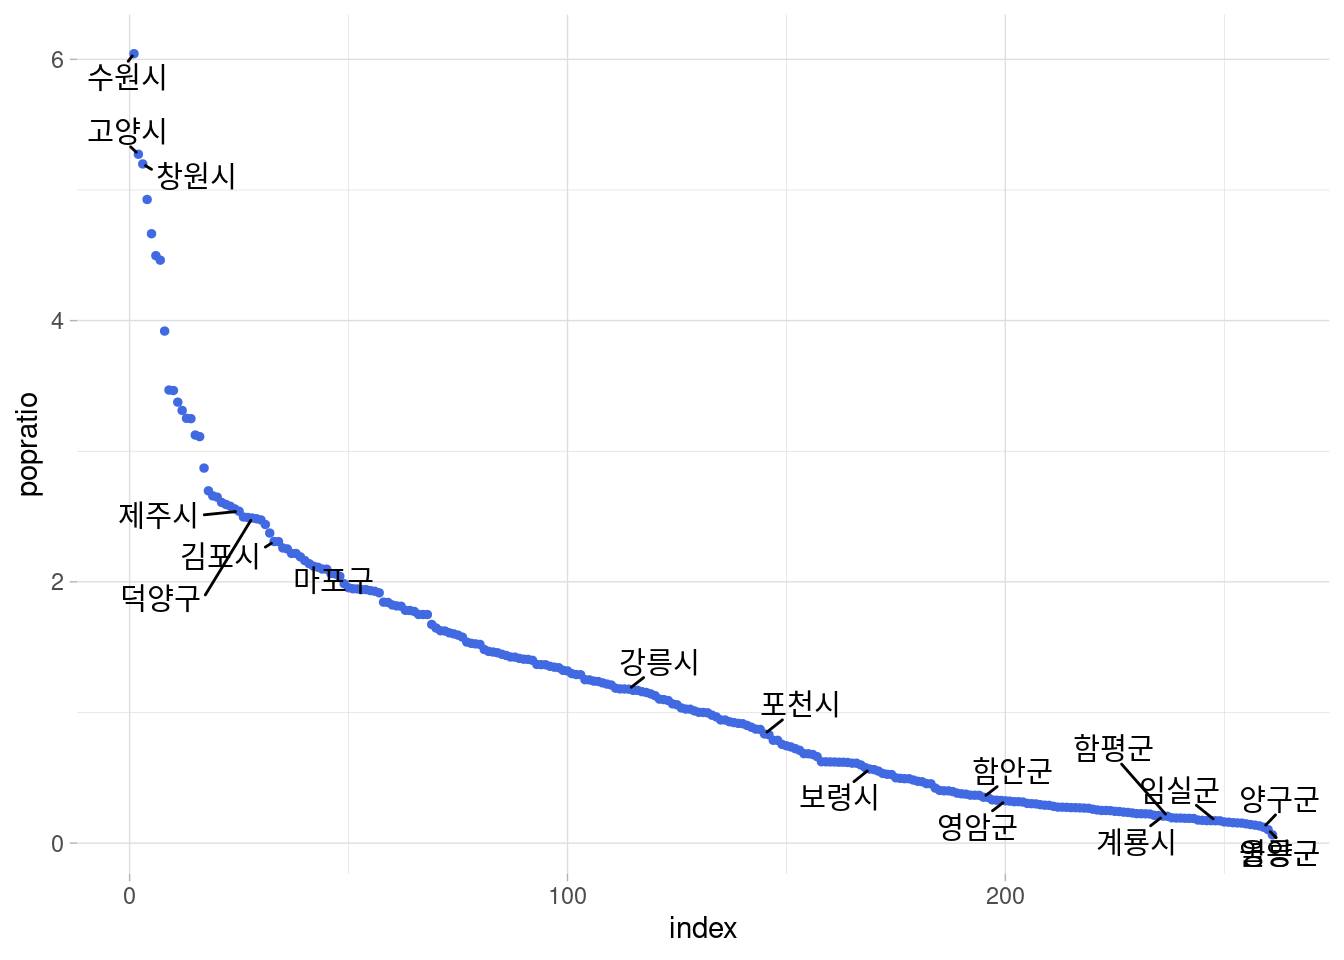 6
수원시
고양시
창원시
4
popratio
제주시
김포시
덕양구
마포구
2
강릉시
포천시
보령시
함안군
영암군
함평군
임실군
양구군
계룡시
0
0
100
200
index